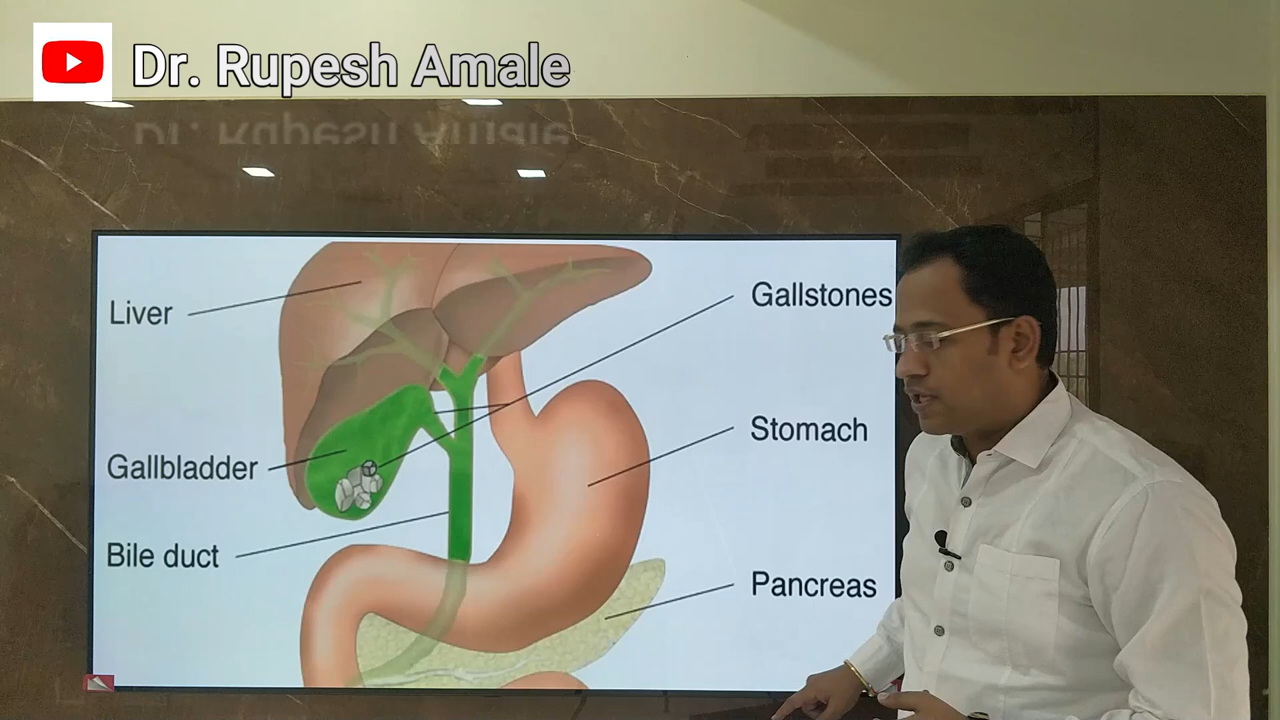 Dr. Rupesh Amale
Liver
Gallstones
Stomach
Gallbladder
Bile duct
Pancreas